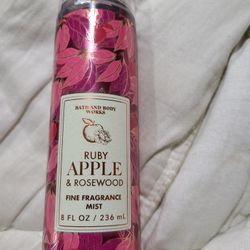 BATH AND BODY
WORKS
RUBY
APPLE
& ROSEWOOD
FINE FRAGRANCE
MIST
8 FL OZ / 236 mL